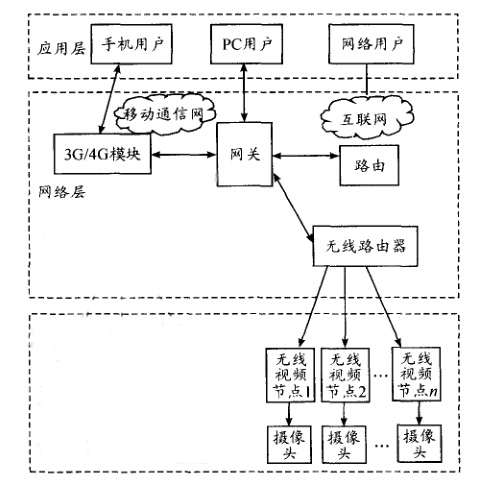 应用层
手机用户
PC用户
网络用户
移动通信网
互联网
3G/4G模块
网关
路由
网络层
无线路由器
无线
视频
节点1
无线
视频
节点2
...
无线
视频
节点n
摄像
头
摄像
头
...
摄像
头